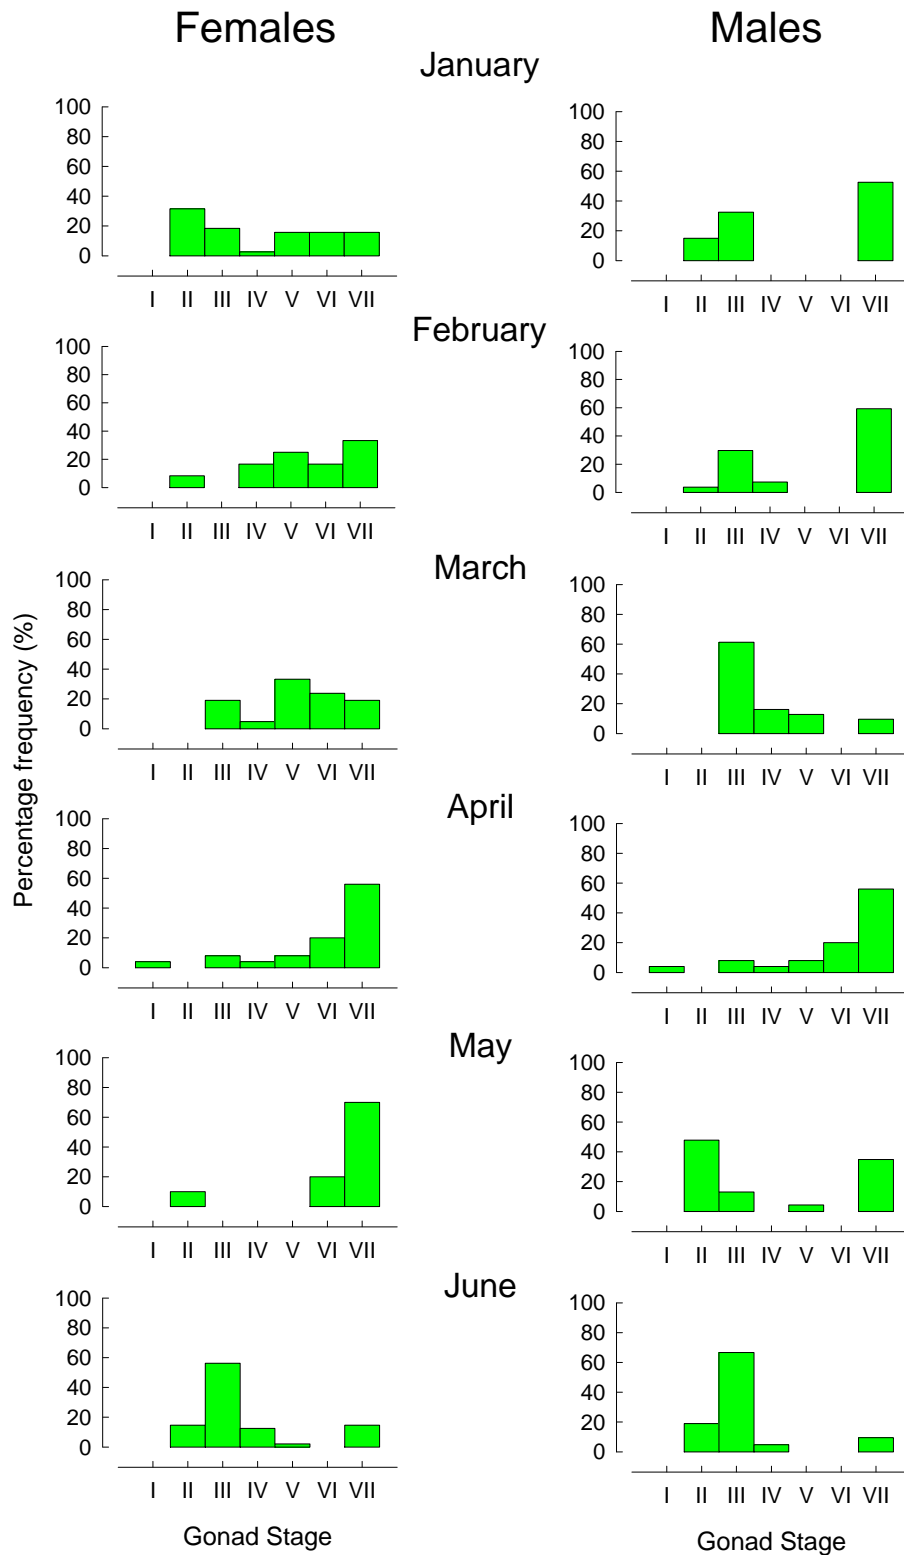 Females Males
January
100 100
80 80
60 60
40 40
20 20
0 0
I II III IV V VI VII I II III IV V VI VII
February
100 100
80 80
60 60
40 40
20 20
0 0
I II III IV V VI VII I II III IV V VI VII
March
100 100
80 80
60 60
40 40
20 20
0 0
I II III IV V VI VII I II III IV V VI VII
Percentage frequency (%)
April
100 100
80 80
60 60
40 40
20 20
0 0
I II III IV V VI VII I II III IV V VI VII
May
100 100
80 80
60 60
40 40
20 20
0 0
I II III IV V VI VII I II III IV V VI VII
June
100 100
80 80
60 60
40 40
20 20
0 0
I II III IV V VI VII I II III IV V VI VII
Gonad Stage Gonad Stage